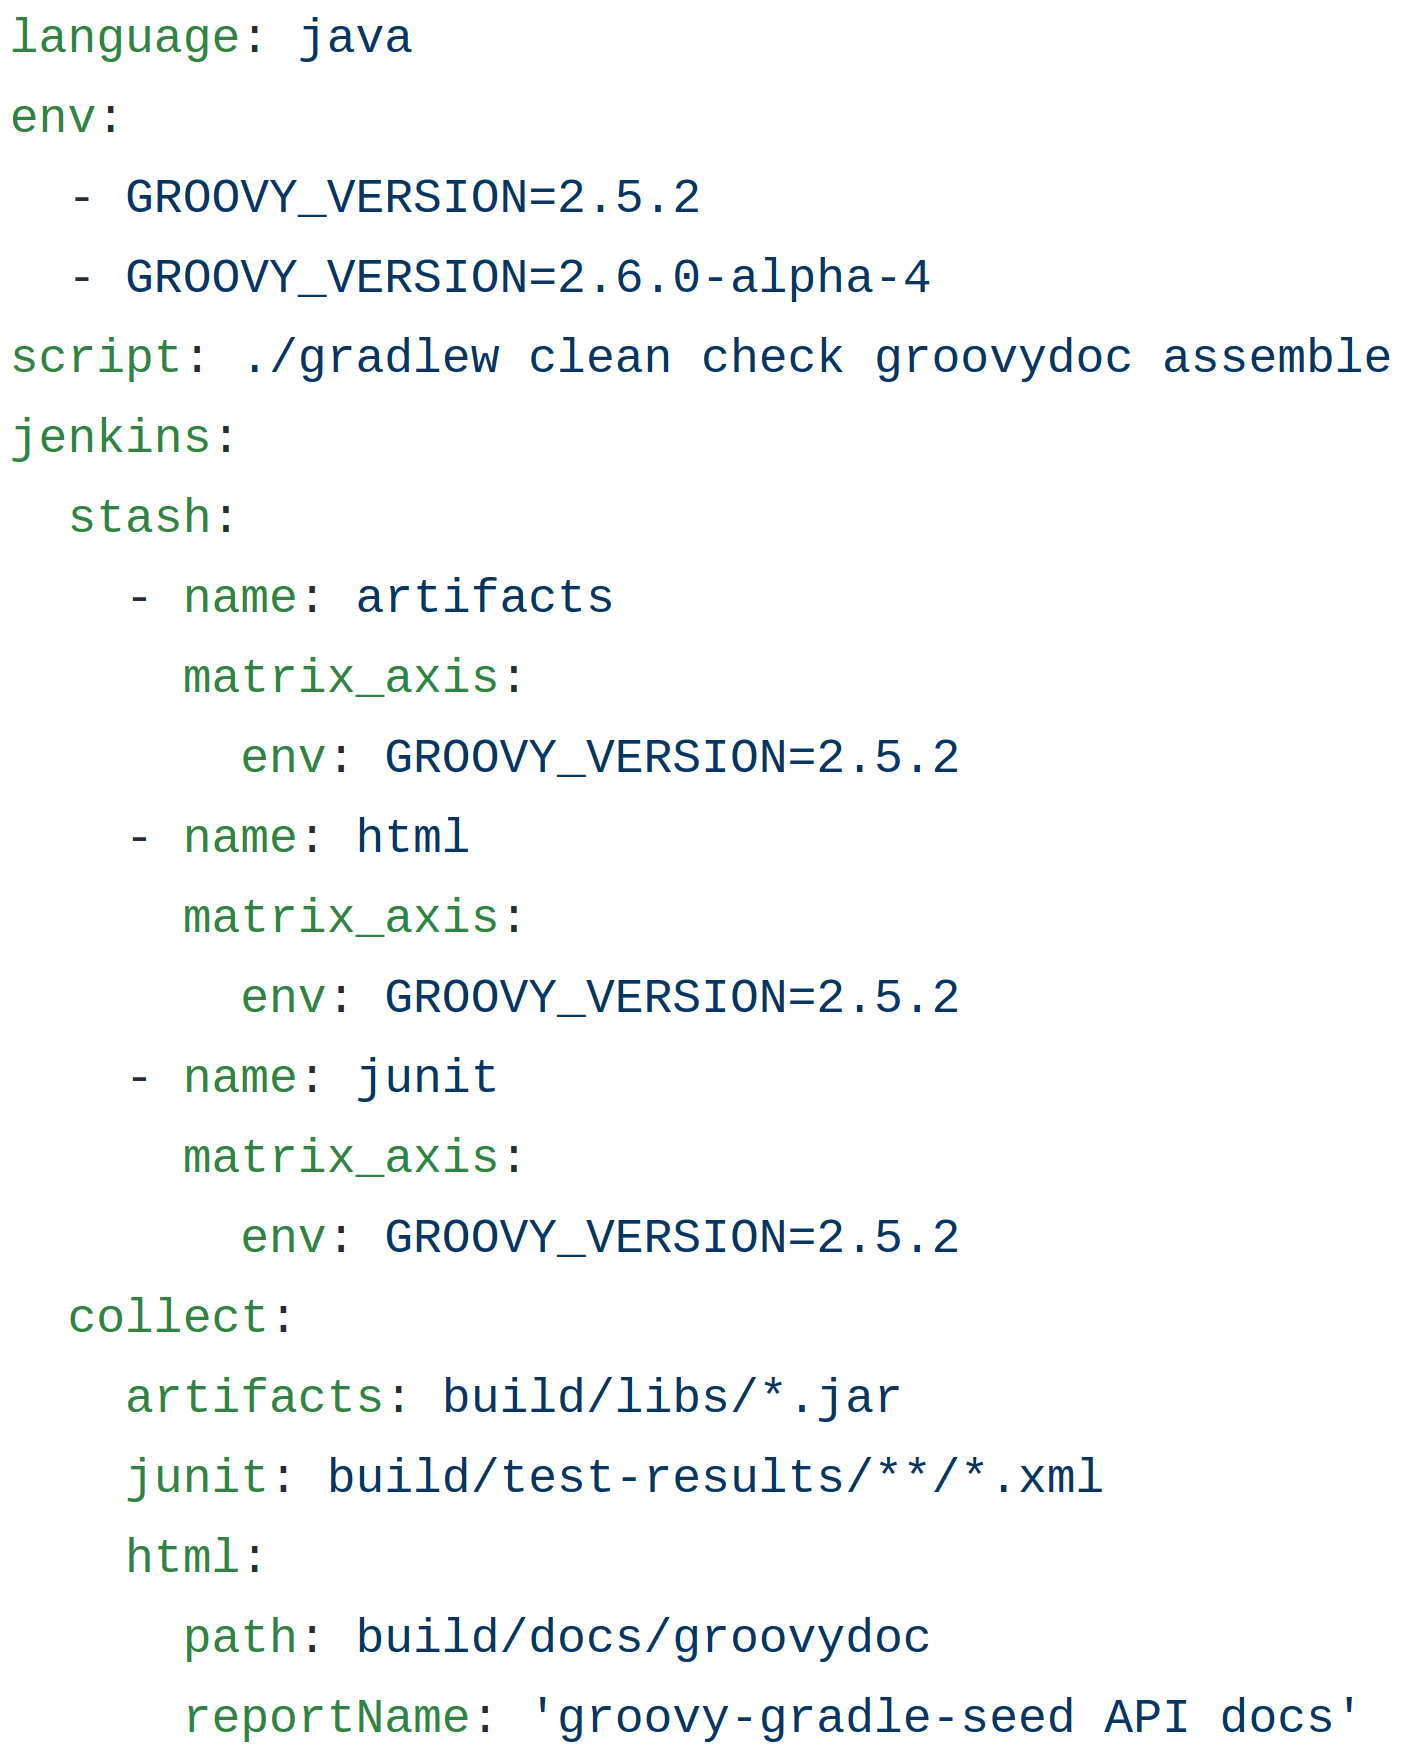 language: java
env:
  - GROOVY_VERSION=2.5.2
  - GROOVY_VERSION=2.6.0-alpha-4
script: ./gradlew clean check groovydoc assemble
jenkins:
  stash:
    - name: artifacts
      matrix_axis:
        env: GROOVY_VERSION=2.5.2
    - name: html
      matrix_axis:
        env: GROOVY_VERSION=2.5.2
    - name: junit
      matrix_axis:
        env: GROOVY_VERSION=2.5.2
  collect:
    artifacts: build/libs/*.jar
    junit: build/test-results/**/*.xml
    html:
      path: build/docs/groovydoc
      reportName: 'groovy-gradle-seed API docs'